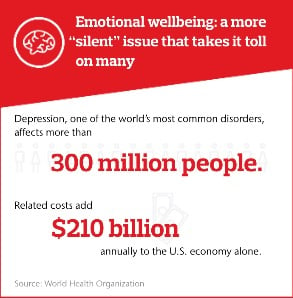 Emotional wellbeing: a more
“silent” issue that takes it toll
on many
Depression, one of the world's most common disorders,
affects more than
300 million people.
Related costs add
$210 billion
annually to the U.S. economy alone.
Source: World Health Organization